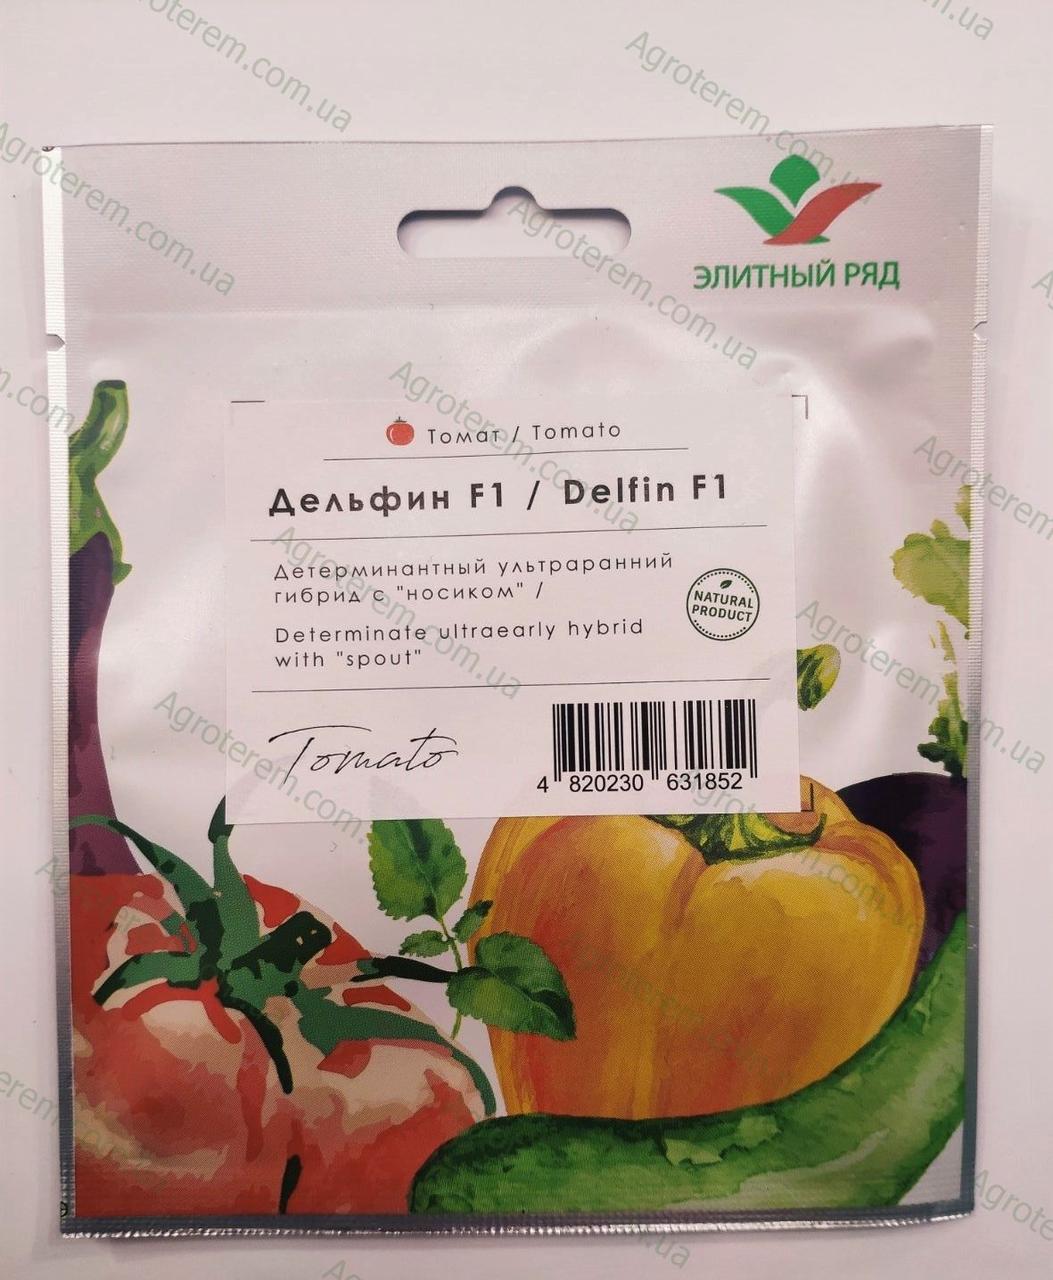 ЭЛИТНЫЙ РЯД
Томат / Tomato
Дельфин F1 / Delfin F1
Детерминантный ультраранний
гибрид с "носиком" /
Determinate ultraearly hybrid
with "spout"
NATURAL
PRODUCT
Tomato
4 820230 631852
Agroterem.com.ua